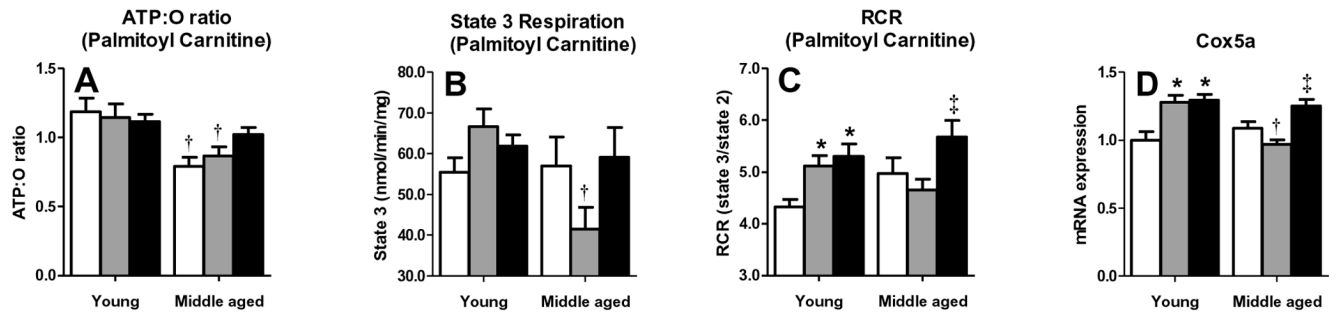 ATP:O ratio
(Palmitoyl Carnitine)
A
ATP:O ratio
1.5
1.0
0.5
0.0
†
†
Young
Middle aged
State 3 Respiration
(Palmitoyl Carnitine)
B
State 3 (nmol/min/mg)
80.0
70.0
60.0
50.0
40.0
30.0
†
Young
Middle aged
RCR
(Palmitoyl Carnitine)
C
RCR (state 3/state 2)
7.0
6.0
5.0
4.0
3.0
*
*
‡
Young
Middle aged
Cox5a
D
mRNA expression
1.5
1.0
0.5
0.0
*
*
†
‡
Young
Middle aged